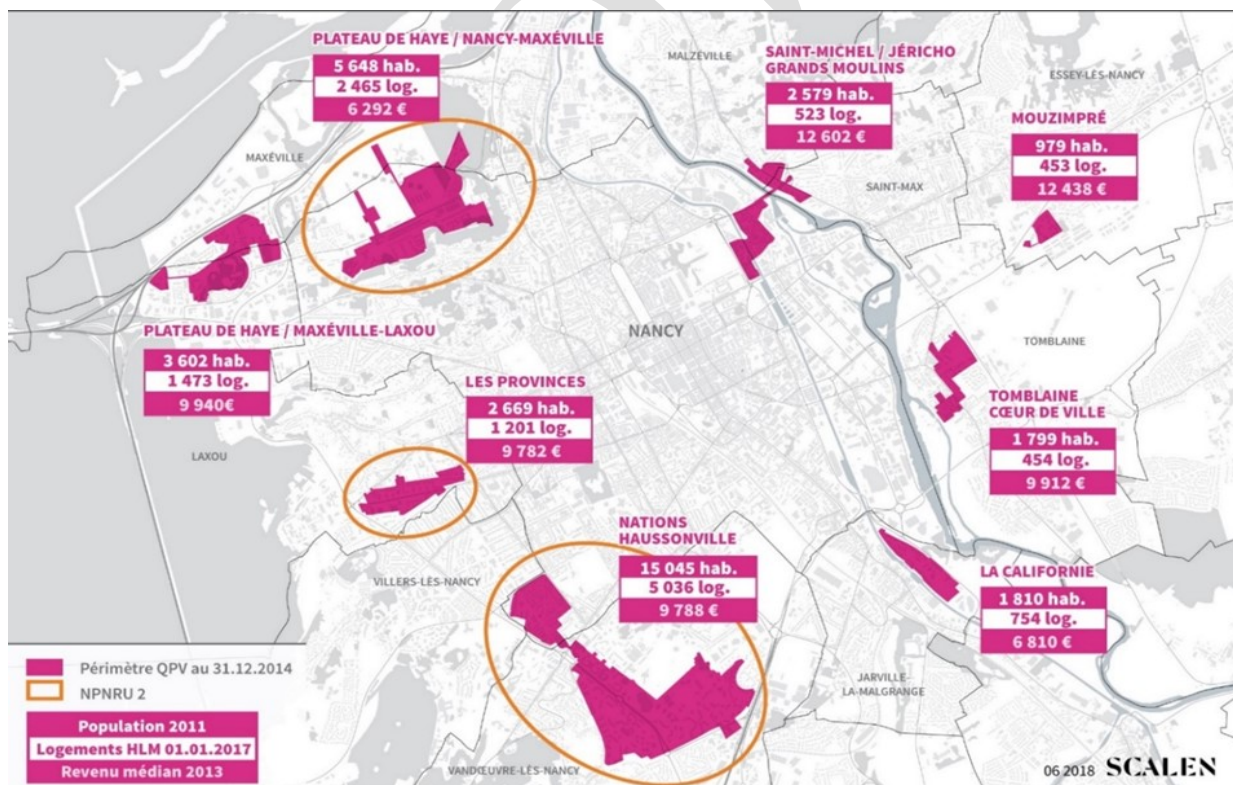 PLATEAU DE HAYE / NANCY-MAXÉVILLE
5 648 hab.
2 465 log.
6 292 €
SAINT-MICHEL / JÉRICHO
GRANDS MOULINS
2 579 hab.
523 log.
12 602 €
MALZÉVILLE
ESSEY-LÈS-NANCY
MOUZIMPRÉ
979 hab.
453 log.
12 438 €
MAXÉVILLE
SAINT-MAX
PLATEAU DE HAYE / MAXÉVILLE-LAXOU
3 602 hab.
1 473 log.
9 940€
NANCY
TOMBLAINE
LES PROVINCES
2 669 hab.
1 201 log.
9 782 €
TOMBLAINE
CŒUR DE VILLE
1 799 hab.
454 log.
9 912 €
LAXOU
NATIONS
HAUSSONVILLE
15 045 hab.
5 036 log.
9 788 €
VILLERS-LÈS-NANCY
LA CALIFORNIE
1 810 hab.
754 log.
6 810 €
JARVILLE
LA-MALGRANGE
VANDŒUVRE-LÈS-NANCY
Périmètre QPV au 31.12.2014
NPNRU 2
Population 2011
Logements HLM 01.01.2017
Revenu médian 2013
06 2018 SCALEN